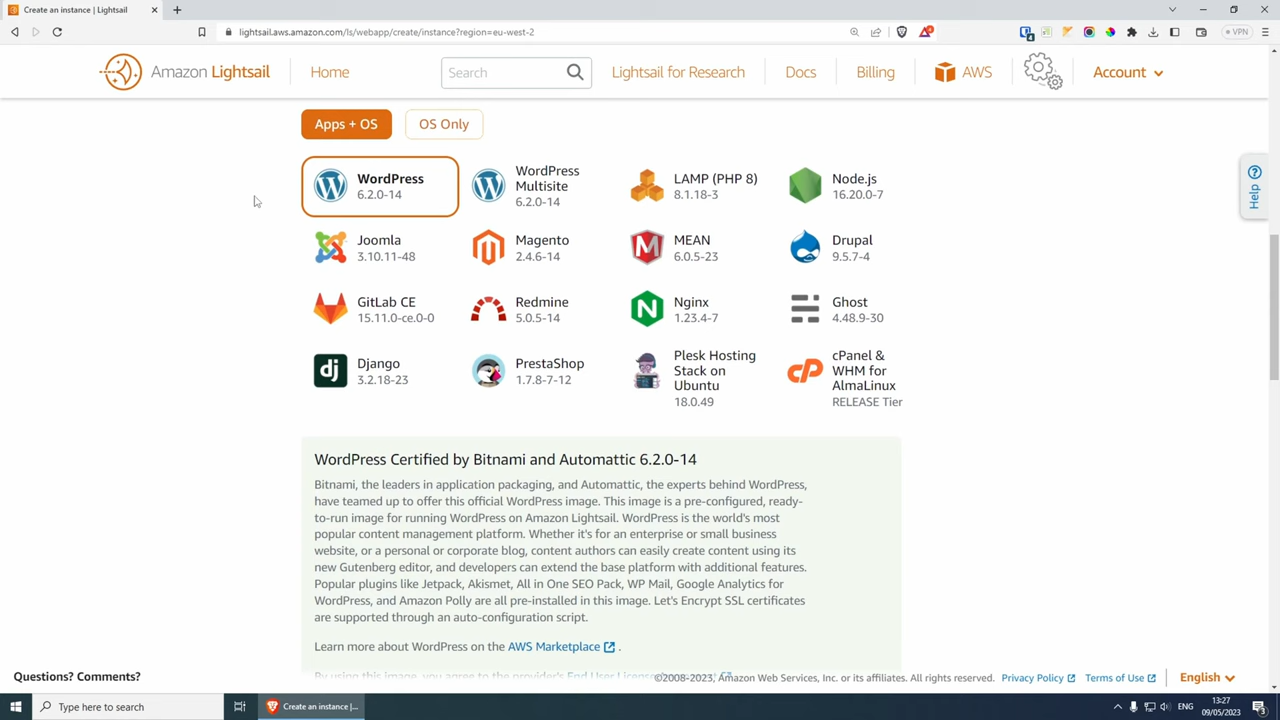 Create an instance | Lightsail
lightsail.aws.amazon.com/ls/webapp/create/instance?region=eu-west-2
VPN
Amazon Lightsail
Home
Search
Lightsail for Research
Docs
Billing
AWS
Account
Apps + OS
OS Only
WordPress
6.2.0-14
WordPress
Multisite
6.2.0-14
LAMP (PHP 8)
8.1.18-3
Node.js
16.20.0-7
Help
Joomla
3.10.11-48
Magento
2.4.6-14
MEAN
6.0.5-23
Drupal
9.5.7-4
GitLab CE
15.11.0-ce.0-0
Redmine
5.0.5-14
Nginx
1.23.4-7
Ghost
4.48.9-30
Django
3.2.18-23
PrestaShop
1.7.8-7-12
Plesk Hosting
Stack on
Ubuntu
18.0.49
cPanel &
WHM for
AlmaLinux
RELEASE Tier
WordPress Certified by Bitnami and Automattic 6.2.0-14
Bitnami, the leaders in application packaging, and Automattic, the experts behind WordPress,
have teamed up to offer this official WordPress image. This image is a pre-configured, ready-
to-run image for running WordPress on Amazon Lightsail. WordPress is the world's most
popular content management platform. Whether it's for an enterprise or small business
website, or a personal or corporate blog, content authors can easily create content using its
new Gutenberg editor, and developers can extend the base platform with additional features.
Popular plugins like Jetpack, Akismet, All in One SEO Pack, WP Mail, Google Analytics for
WordPress, and Amazon Polly are all pre-installed in this image. Let's Encrypt SSL certificates
are supported through an auto-configuration script.
Learn more about WordPress on the AWS Marketplace .
By using this image, you agree to the provider's End User License
Questions? Comments?
©2008-2023, Amazon Web Services, Inc. or its affiliates. All rights reserved.
Privacy Policy
Terms of Use
English
Type here to search
Create an instance |...
ENG
13:27
09/05/2023